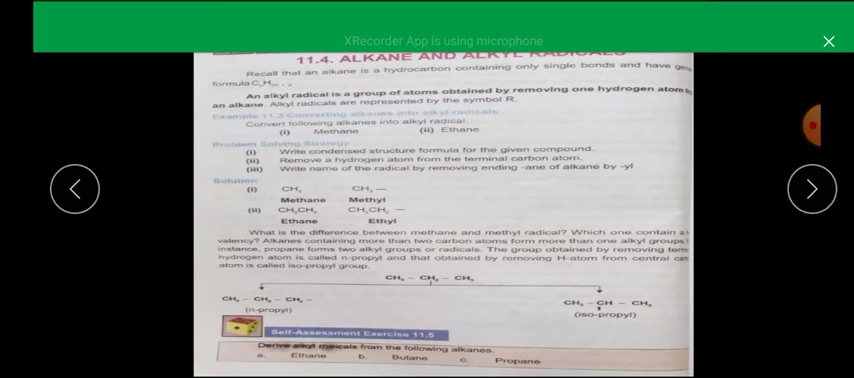 XRecorder App is using microphone
11.4. ALKANE AND ALKYL RADICALS
Recall that an alkane is a hydrocarbon containing only single bonds and have
formula CnH2n + 2
An alkyl radical is a group of atoms obtained by removing one hydrogen atom
an alkane. Alkyl radicals are represented by the symbol R.
Example 11.3 Converting alkanes into alkyl radicals
Convert following alkanes into alkyl radical.
(i) Methane (ii) Ethane
Problem Solving Strategy
(i) Write condensed structure formula for the given compound.
(ii) Remove a hydrogen atom from the terminal carbon atom.
(iii) Write name of the radical by removing ending -ane of alkane by -yl
Solution
(i) CH₄ CH₃ —
Methane Methyl
(ii) CH₃CH₃ CH₃CH₂ —
Ethane Ethyl
What is the difference between methane and methyl radical? Which one contain
valency? Alkanes containing more than two carbon atoms form more than one alkyl groups
instance, propane forms two alkyl groups or radicals. The group obtained by removing
hydrogen atom is called n-propyl and that obtained by removing H-atom from central
atom is called iso-propyl group.
CH₃ — CH₂ — CH₃
CH₃ — CH₂ — CH₂ — CH₃ — CH — CH₃
(n-propyl) (iso-propyl)
Self-Assessment Exercise 11.5
Derive alkyl radicals from the following alkanes.
a. Ethane b. Butane c. Propane